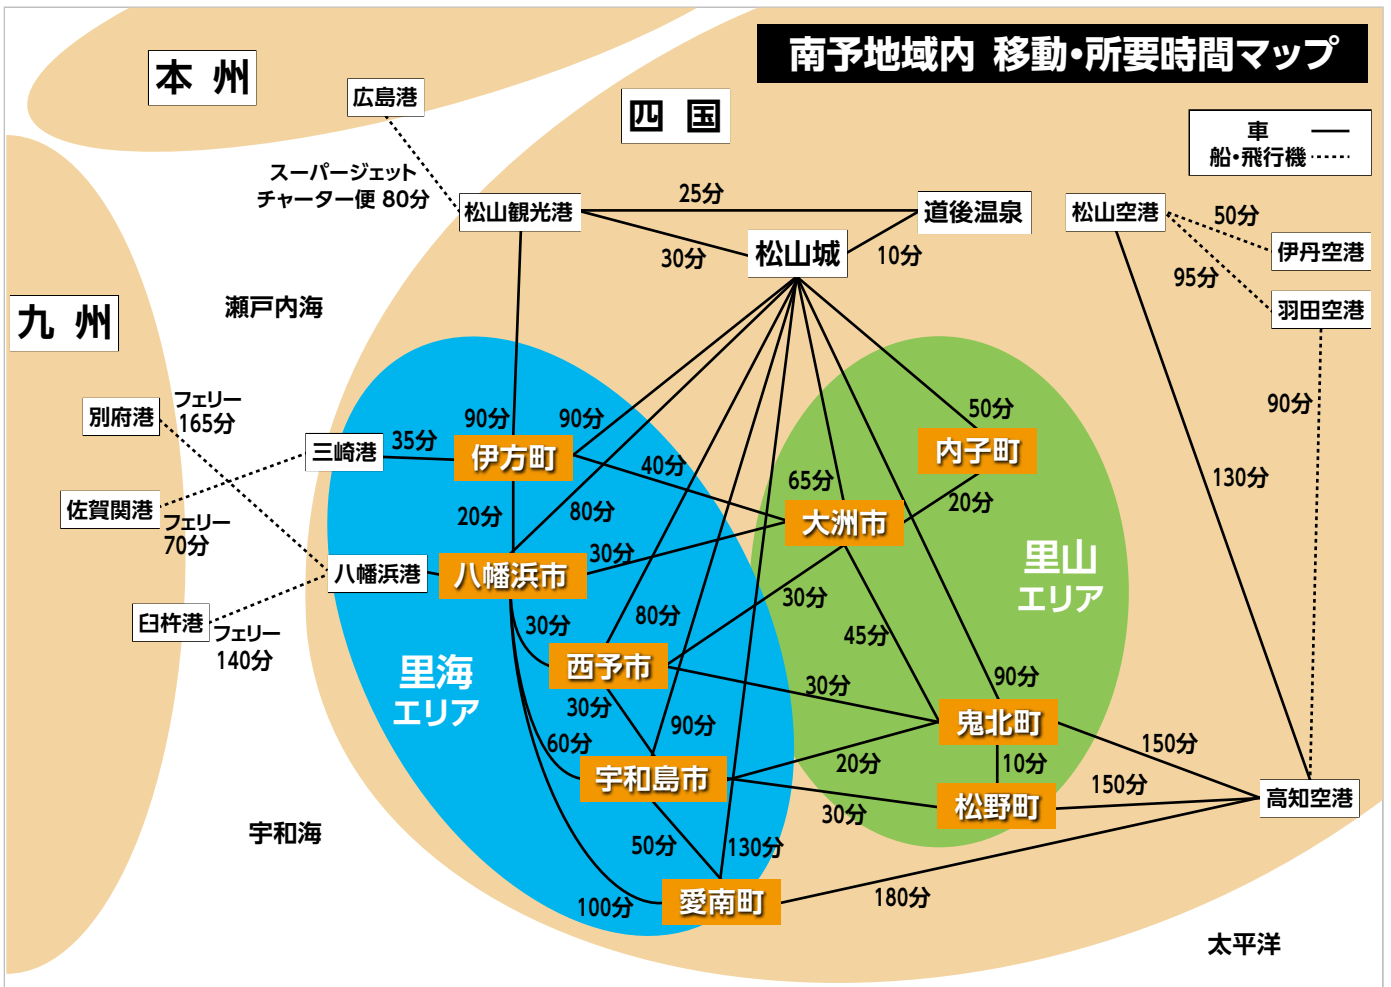 南予地域内 移動・所要時間マップ
本 州
広島港
四 国
車
船・飛行機
スーパージェット
チャーター便 80分
松山観光港
25分
道後温泉
松山空港
50分
伊丹空港
30分
松山城
10分
95分
羽田空港
九 州
瀬戸内海
別府港
フェリー
165分
三崎港
35分
90分
伊方町
90分
40分
50分
内子町
90分
130分
佐賀関港
フェリー
70分
20分
80分
65分
大洲市
20分
八幡浜港
八幡浜市
30分
里山
エリア
臼杵港
フェリー
140分
30分
80分
30分
45分
西予市
里海
エリア
30分
30分
90分
鬼北町
60分
90分
20分
10分
150分
宇和島市
30分
松野町
150分
高知空港
宇和海
50分
130分
100分
愛南町
180分
太平洋